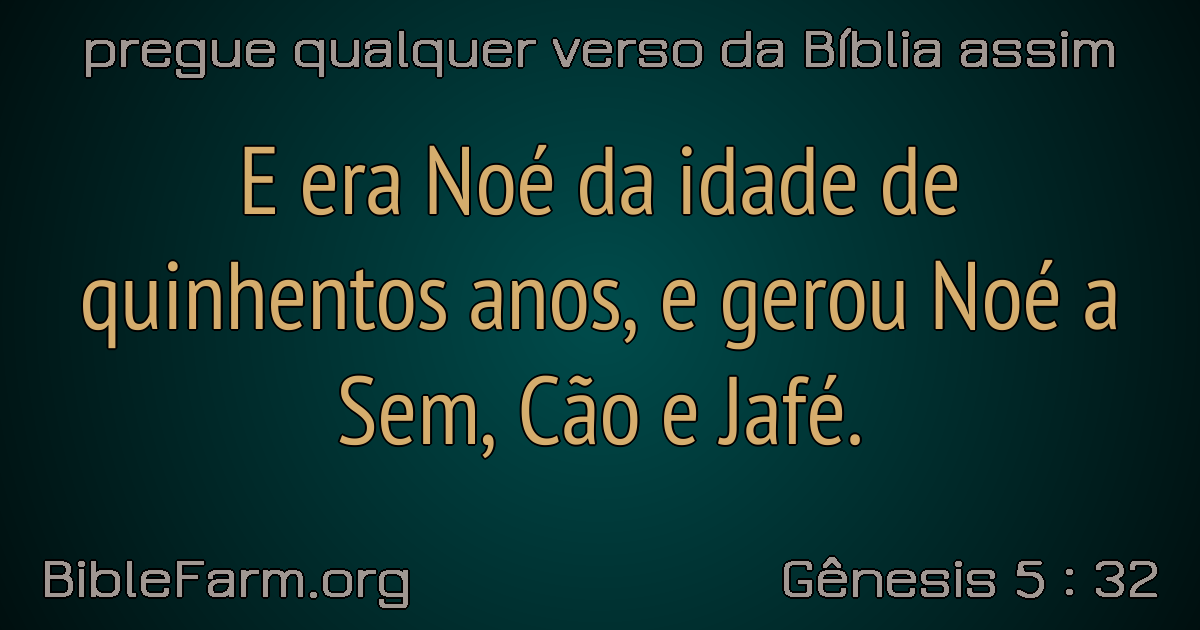 pregue qualquer verso da Bíblia assim
E era Noé da idade de
quinhentos anos, e gerou Noé a
Sem, Cão e Jafé.
BibleFarm.org
Gênesis 5 : 32